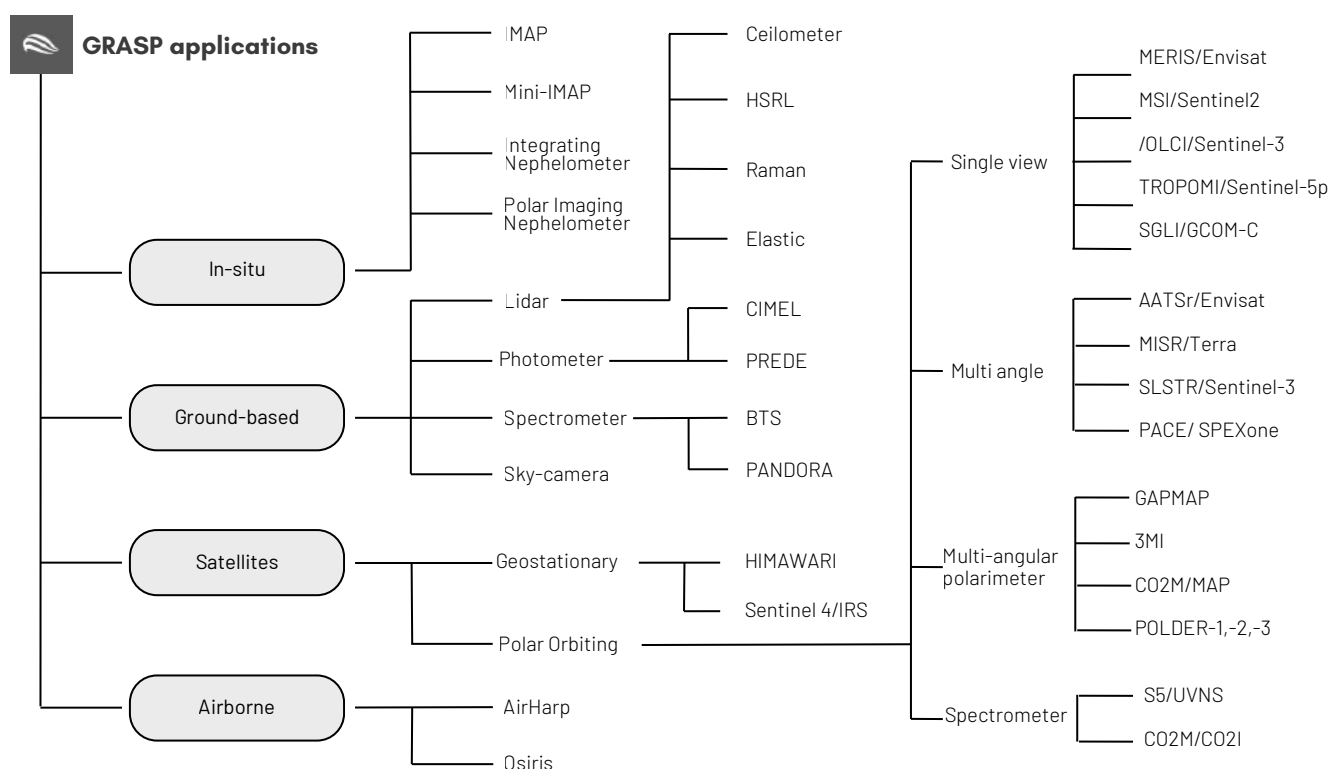 GRASP applications
IMAP
Mini-IMAP
Integrating
Nephelometer
Polar Imaging
Nephelometer
In-situ
Ceilometer
HSRL
Raman
Elastic
Lidar
Photometer
Spectrometer
Sky-camera
Ground-based
CIMEL
PREDE
BTS
PANDORA
Satellites
Geostationary
HIMAWARI
Sentinel 4/IRS
Polar Orbiting
Single view
MERIS/Envisat
MSI/Sentinel2
/OLCI/Sentinel-3
TROPOMI/Sentinel-5p
SGLI/GCOM-C
Multi angle
AATSr/Envisat
MISR/Terra
SLSTR/Sentinel-3
PACE/ SPEXone
Multi-angular
polarimeter
GAPMAP
3MI
CO2M/MAP
POLDER-1,-2,-3
Spectrometer
S5/UVNS
CO2M/CO2I
Airborne
AirHarp
Osiris